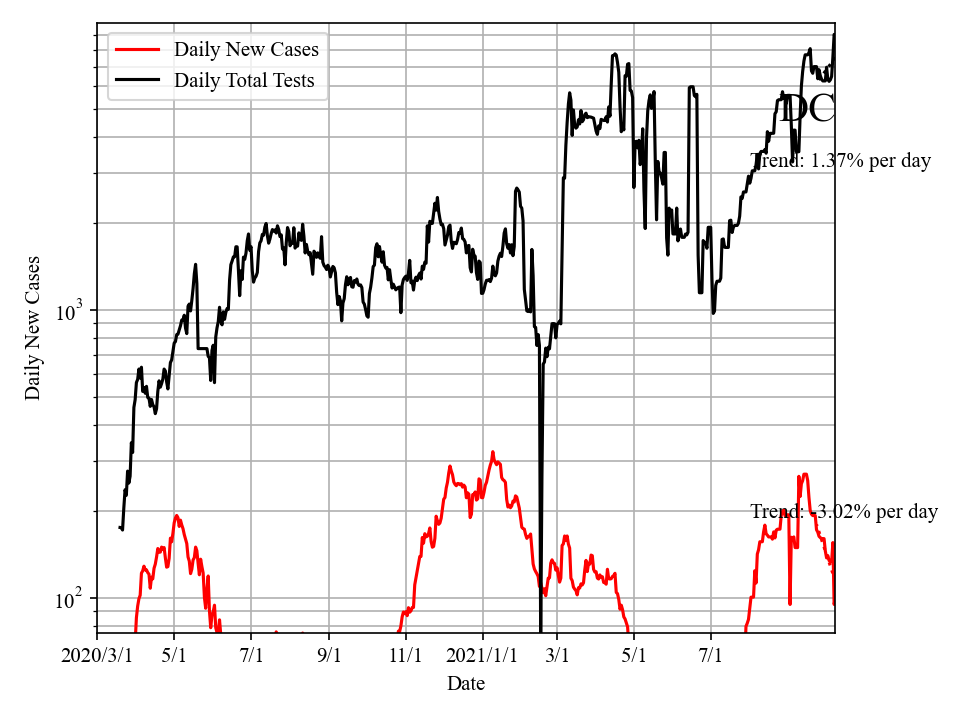 Daily New Cases
Daily Total Tests
DC
Trend: 1.37% per day
Trend: -3.02% per day
Daily New Cases
10³
10²
2020/3/1 5/1 7/1 9/1 11/1 2021/1/1 3/1 5/1 7/1
Date